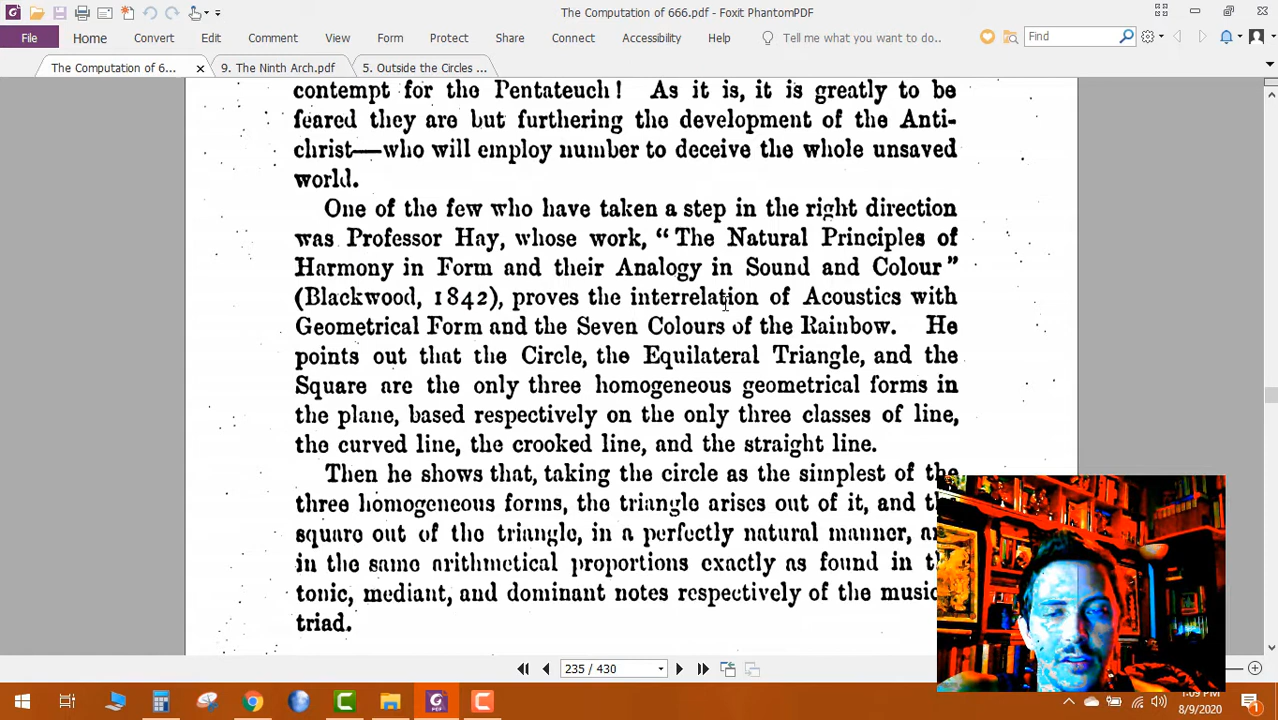 The Computation of 666.pdf - Foxit PhantomPDF
File Home Convert Edit Comment View Form Protect Share Connect Accessibility Help Tell me what you want to do.. Find
The Computation of 6... 9. The Ninth Arch.pdf 5. Outside the Circles ...
contempt for the Pentateuch! As it is, it is greatly to be
feared they are but furthering the development of the Anti-
christ—who will employ number to deceive the whole unsaved
world.
One of the few who have taken a step in the right direction
was Professor Hay, whose work, "The Natural Principles of
Harmony in Form and their Analogy in Sound and Colour"
(Blackwood, 1842), proves the interrelation of Acoustics with
Geometrical Form and the Seven Colours of the Rainbow. He
points out that the Circle, the Equilateral Triangle, and the
Square are the only three homogeneous geometrical forms in
the plane, based respectively on the only three classes of line,
the curved line, the crooked line, and the straight line.
Then he shows that, taking the circle as the simplest of the
three homogeneous forms, the triangle arises out of it, and
square out of the triangle, in a perfectly natural manner,
in the same arithmetical proportions exactly as found in
tonic, mediant, and dominant notes respectively of the
triad.
235 / 430
1:09 PM
8/9/2020